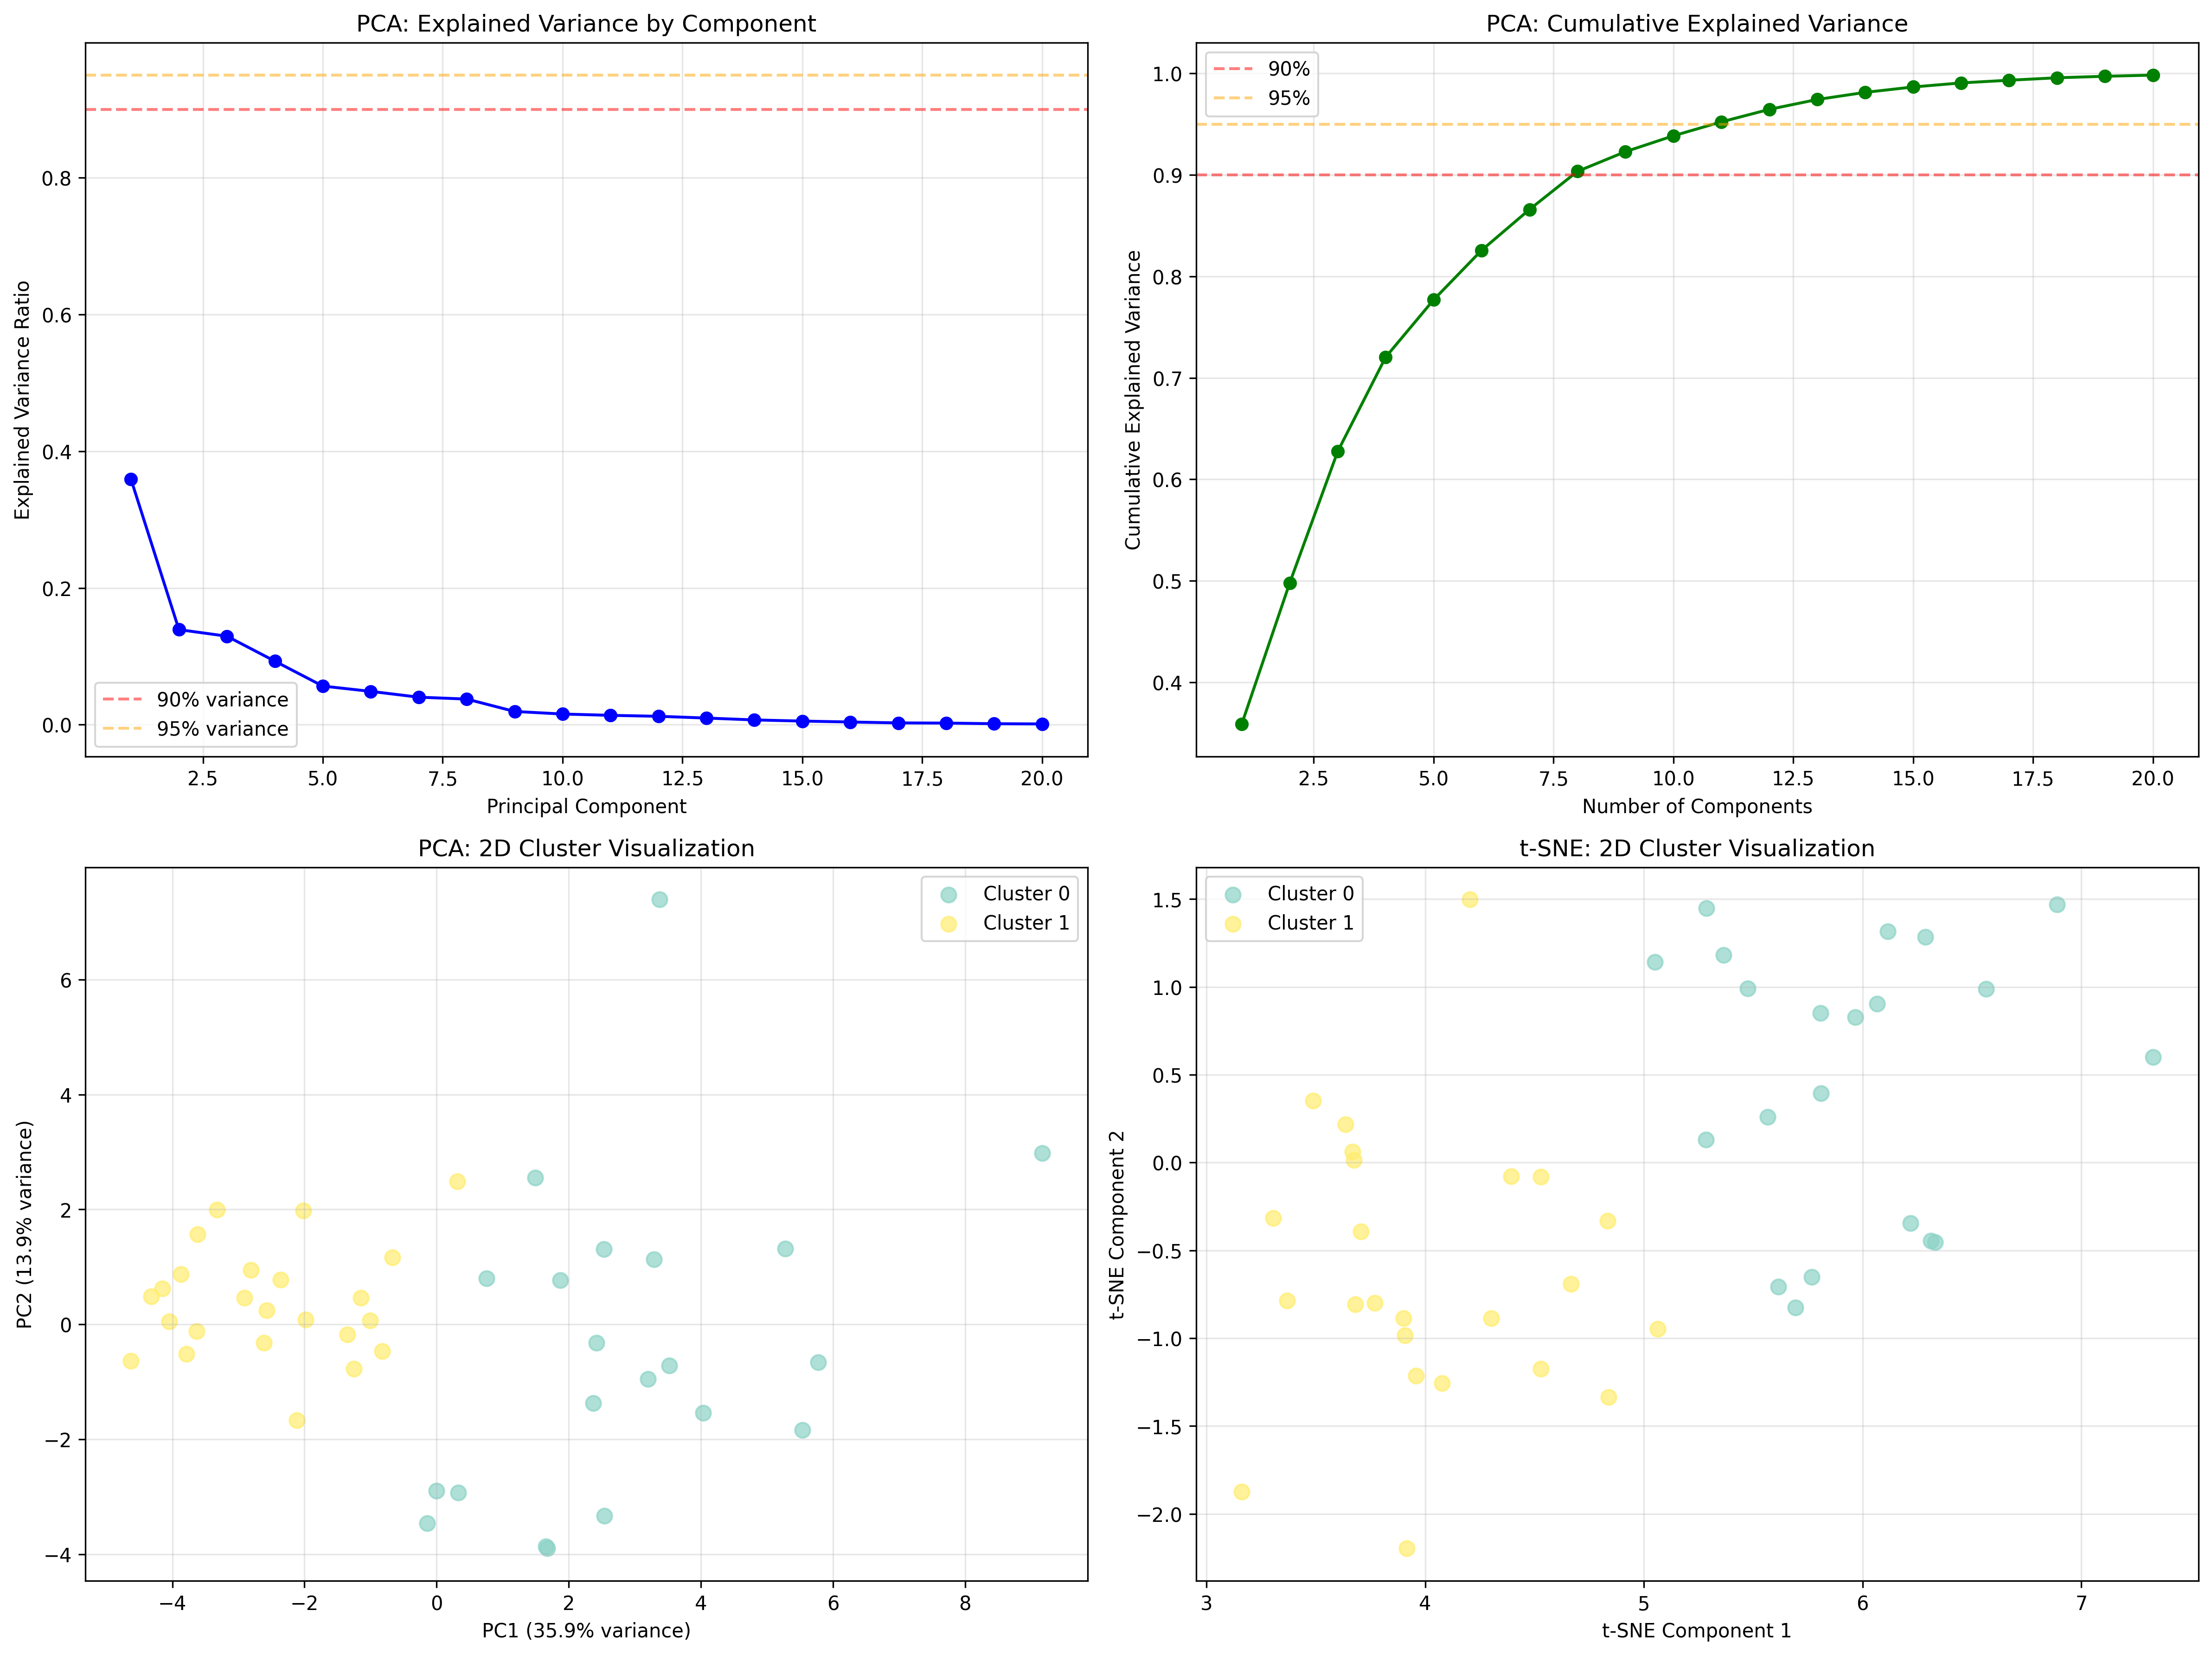 PCA: Explained Variance by Component
Explained Variance Ratio
0.8
0.6
0.4
0.2
0.0
90% variance
95% variance
2.5 5.0 7.5 10.0 12.5 15.0 17.5 20.0
Principal Component
PCA: Cumulative Explained Variance
90%
95%
Cumulative Explained Variance
1.0
0.9
0.8
0.7
0.6
0.5
0.4
2.5 5.0 7.5 10.0 12.5 15.0 17.5 20.0
Number of Components
PCA: 2D Cluster Visualization
Cluster 0
Cluster 1
PC2 (13.9% variance)
6
4
2
0
−2
−4
−4 −2 0 2 4 6 8
PC1 (35.9% variance)
t-SNE: 2D Cluster Visualization
Cluster 0
Cluster 1
t-SNE Component 2
1.5
1.0
0.5
0.0
−0.5
−1.0
−1.5
−2.0
3 4 5 6 7
t-SNE Component 1